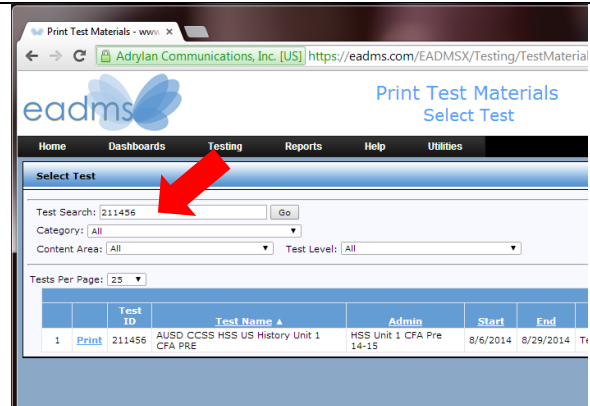 Print Test Materials - www
Adrylan Communications, Inc. [US] https://eadms.com/EADMSX/Testing/TestMaterial
eadms
Print Test Materials
Select Test
Home Dashboards Testing Reports Help Utilities
Select Test
Test Search: 211456 Go
Category: All
Content Area: All Test Level: All
Tests Per Page: 25
Test ID Test Name ▲ Admin Start End
1 Print 211456 AUSD CCSS HSS US History Unit 1 CFA PRE HSS Unit 1 CFA Pre 14-15 8/6/2014 8/29/2014 Te